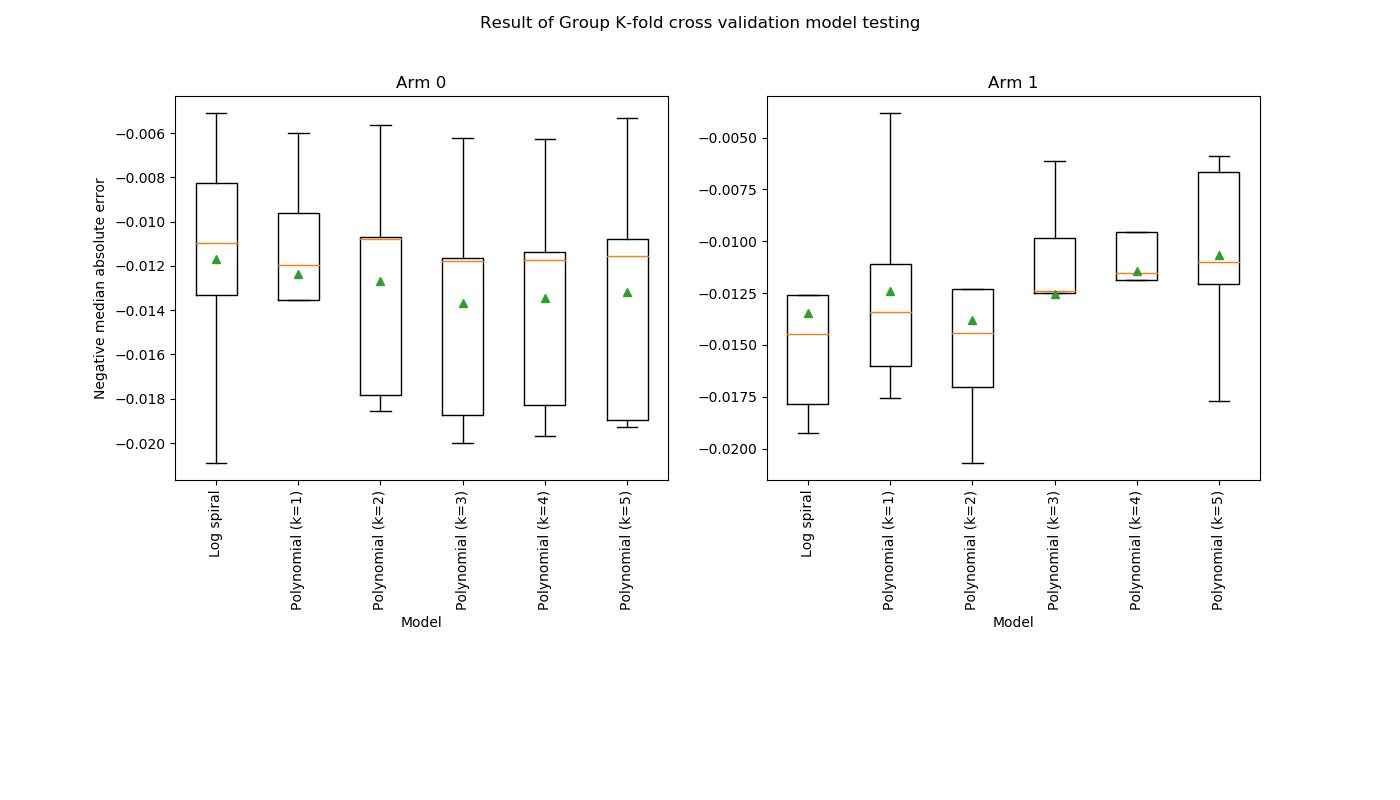 Result of Group K-fold cross validation model testing
Arm 0
Negative median absolute error
−0.006
−0.008
−0.010
−0.012
−0.014
−0.016
−0.018
−0.020
Log spiral
Polynomial (k=1)
Polynomial (k=2)
Polynomial (k=3)
Polynomial (k=4)
Polynomial (k=5)
Model
Arm 1
−0.0050
−0.0075
−0.0100
−0.0125
−0.0150
−0.0175
−0.0200
Log spiral
Polynomial (k=1)
Polynomial (k=2)
Polynomial (k=3)
Polynomial (k=4)
Polynomial (k=5)
Model